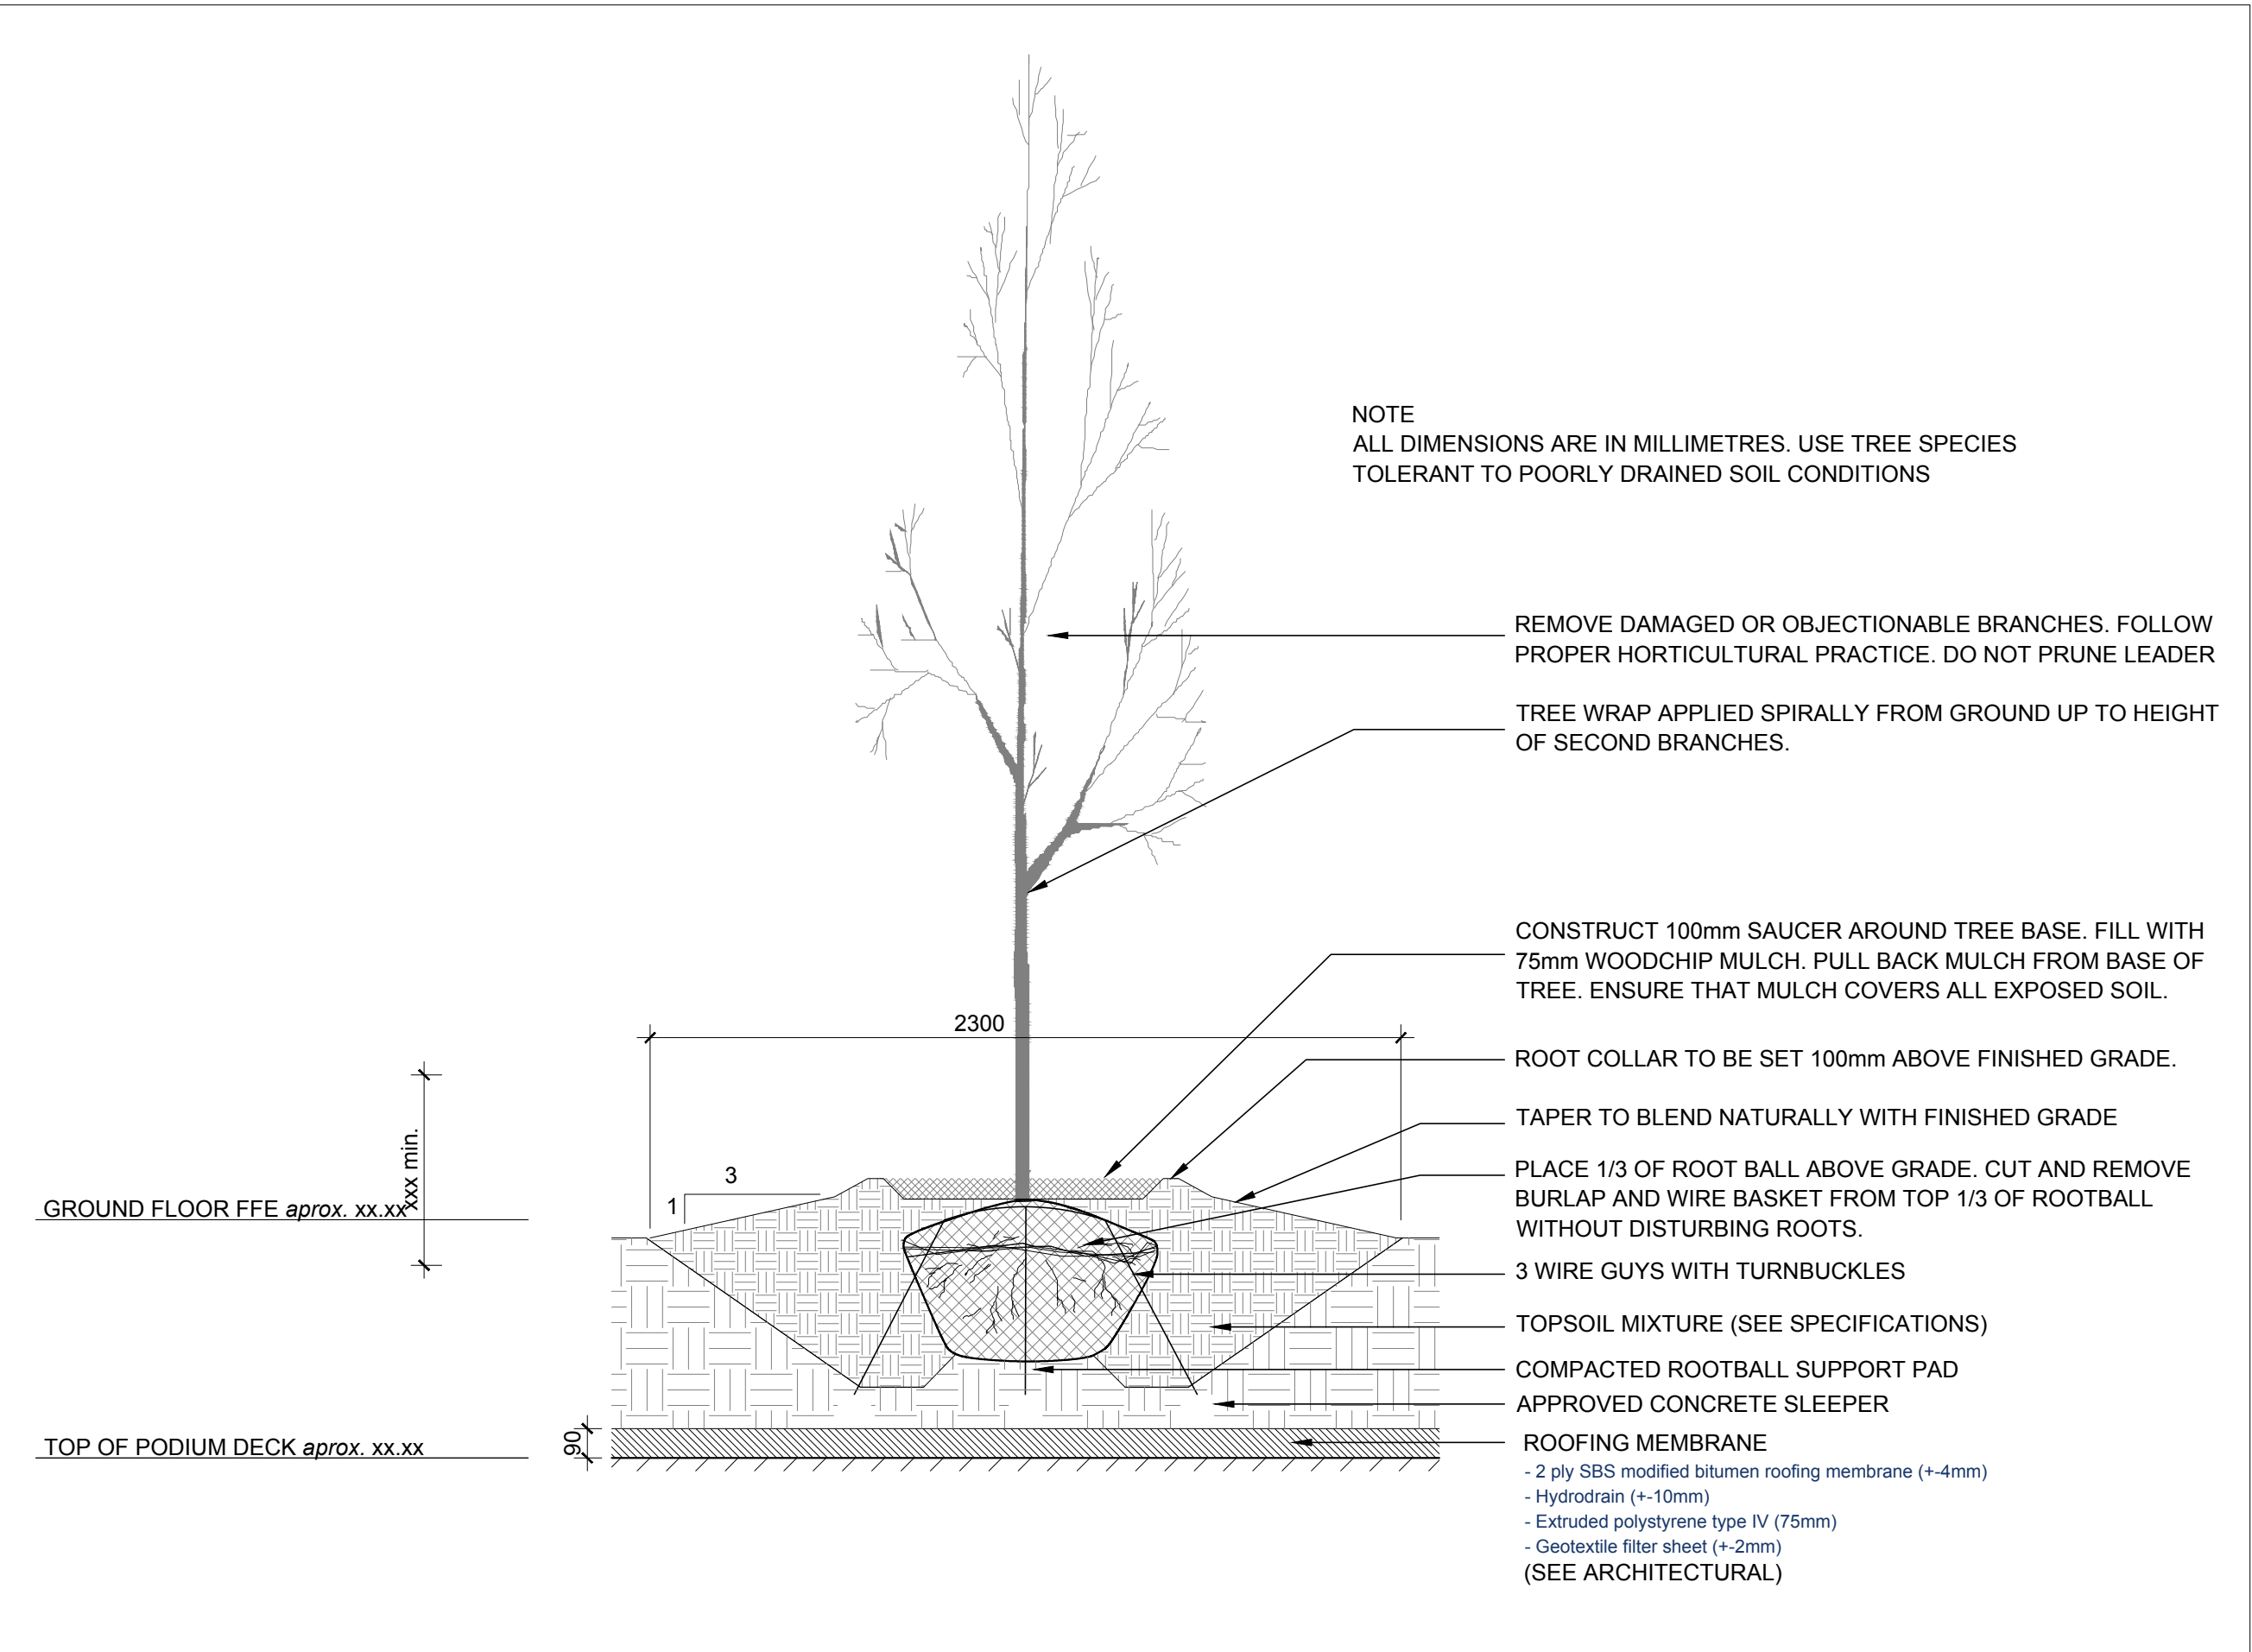 NOTE
ALL DIMENSIONS ARE IN MILLIMETRES. USE TREE SPECIES
TOLERANT TO POORLY DRAINED SOIL CONDITIONS
REMOVE DAMAGED OR OBJECTIONABLE BRANCHES. FOLLOW
PROPER HORTICULTURAL PRACTICE. DO NOT PRUNE LEADER
TREE WRAP APPLIED SPIRALLY FROM GROUND UP TO HEIGHT
OF SECOND BRANCHES.
CONSTRUCT 100mm SAUCER AROUND TREE BASE. FILL WITH
75mm WOODCHIP MULCH. PULL BACK MULCH FROM BASE OF
TREE. ENSURE THAT MULCH COVERS ALL EXPOSED SOIL.
2300
ROOT COLLAR TO BE SET 100mm ABOVE FINISHED GRADE.
TAPER TO BLEND NATURALLY WITH FINISHED GRADE
xxx min.
3
1
PLACE 1/3 OF ROOT BALL ABOVE GRADE. CUT AND REMOVE
BURLAP AND WIRE BASKET FROM TOP 1/3 OF ROOTBALL
WITHOUT DISTURBING ROOTS.
GROUND FLOOR FFE aprox. xx.xx
3 WIRE GUYS WITH TURNBUCKLES
TOPSOIL MIXTURE (SEE SPECIFICATIONS)
COMPACTED ROOTBALL SUPPORT PAD
APPROVED CONCRETE SLEEPER
TOP OF PODIUM DECK aprox. xx.xx
90
ROOFING MEMBRANE
- 2 ply SBS modified bitumen roofing membrane (+-4mm)
- Hydrodrain (+-10mm)
- Extruded polystyrene type IV (75mm)
- Geotextile filter sheet (+-2mm)
(SEE ARCHITECTURAL)